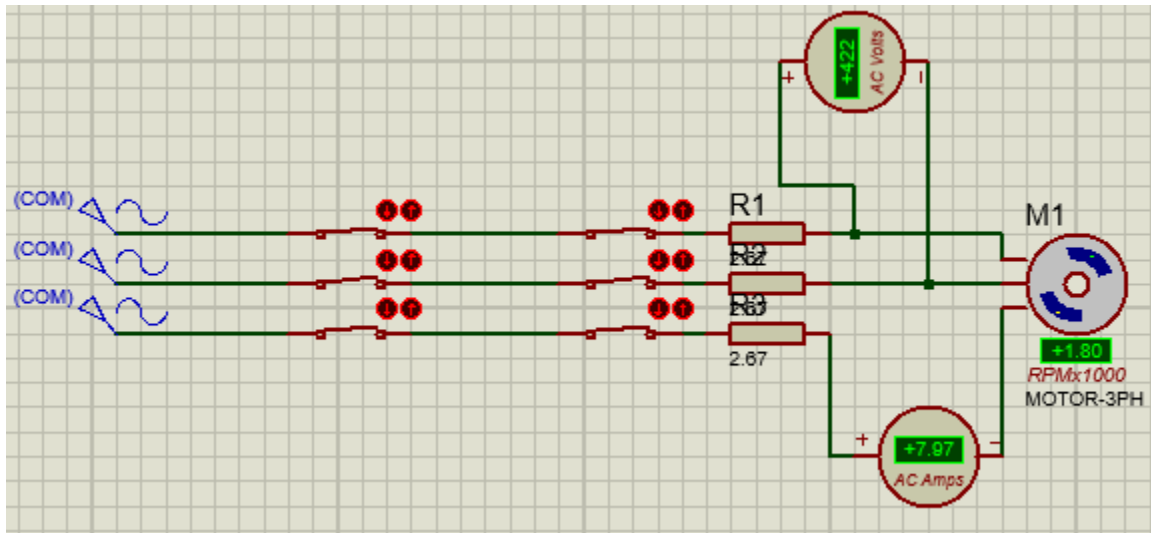 +422
AC Volts
+
(COM)
R1
M1
(COM)
(COM)
2.67
+1.80
RPMx1000
MOTOR-3PH
+
+7.97
AC Amps